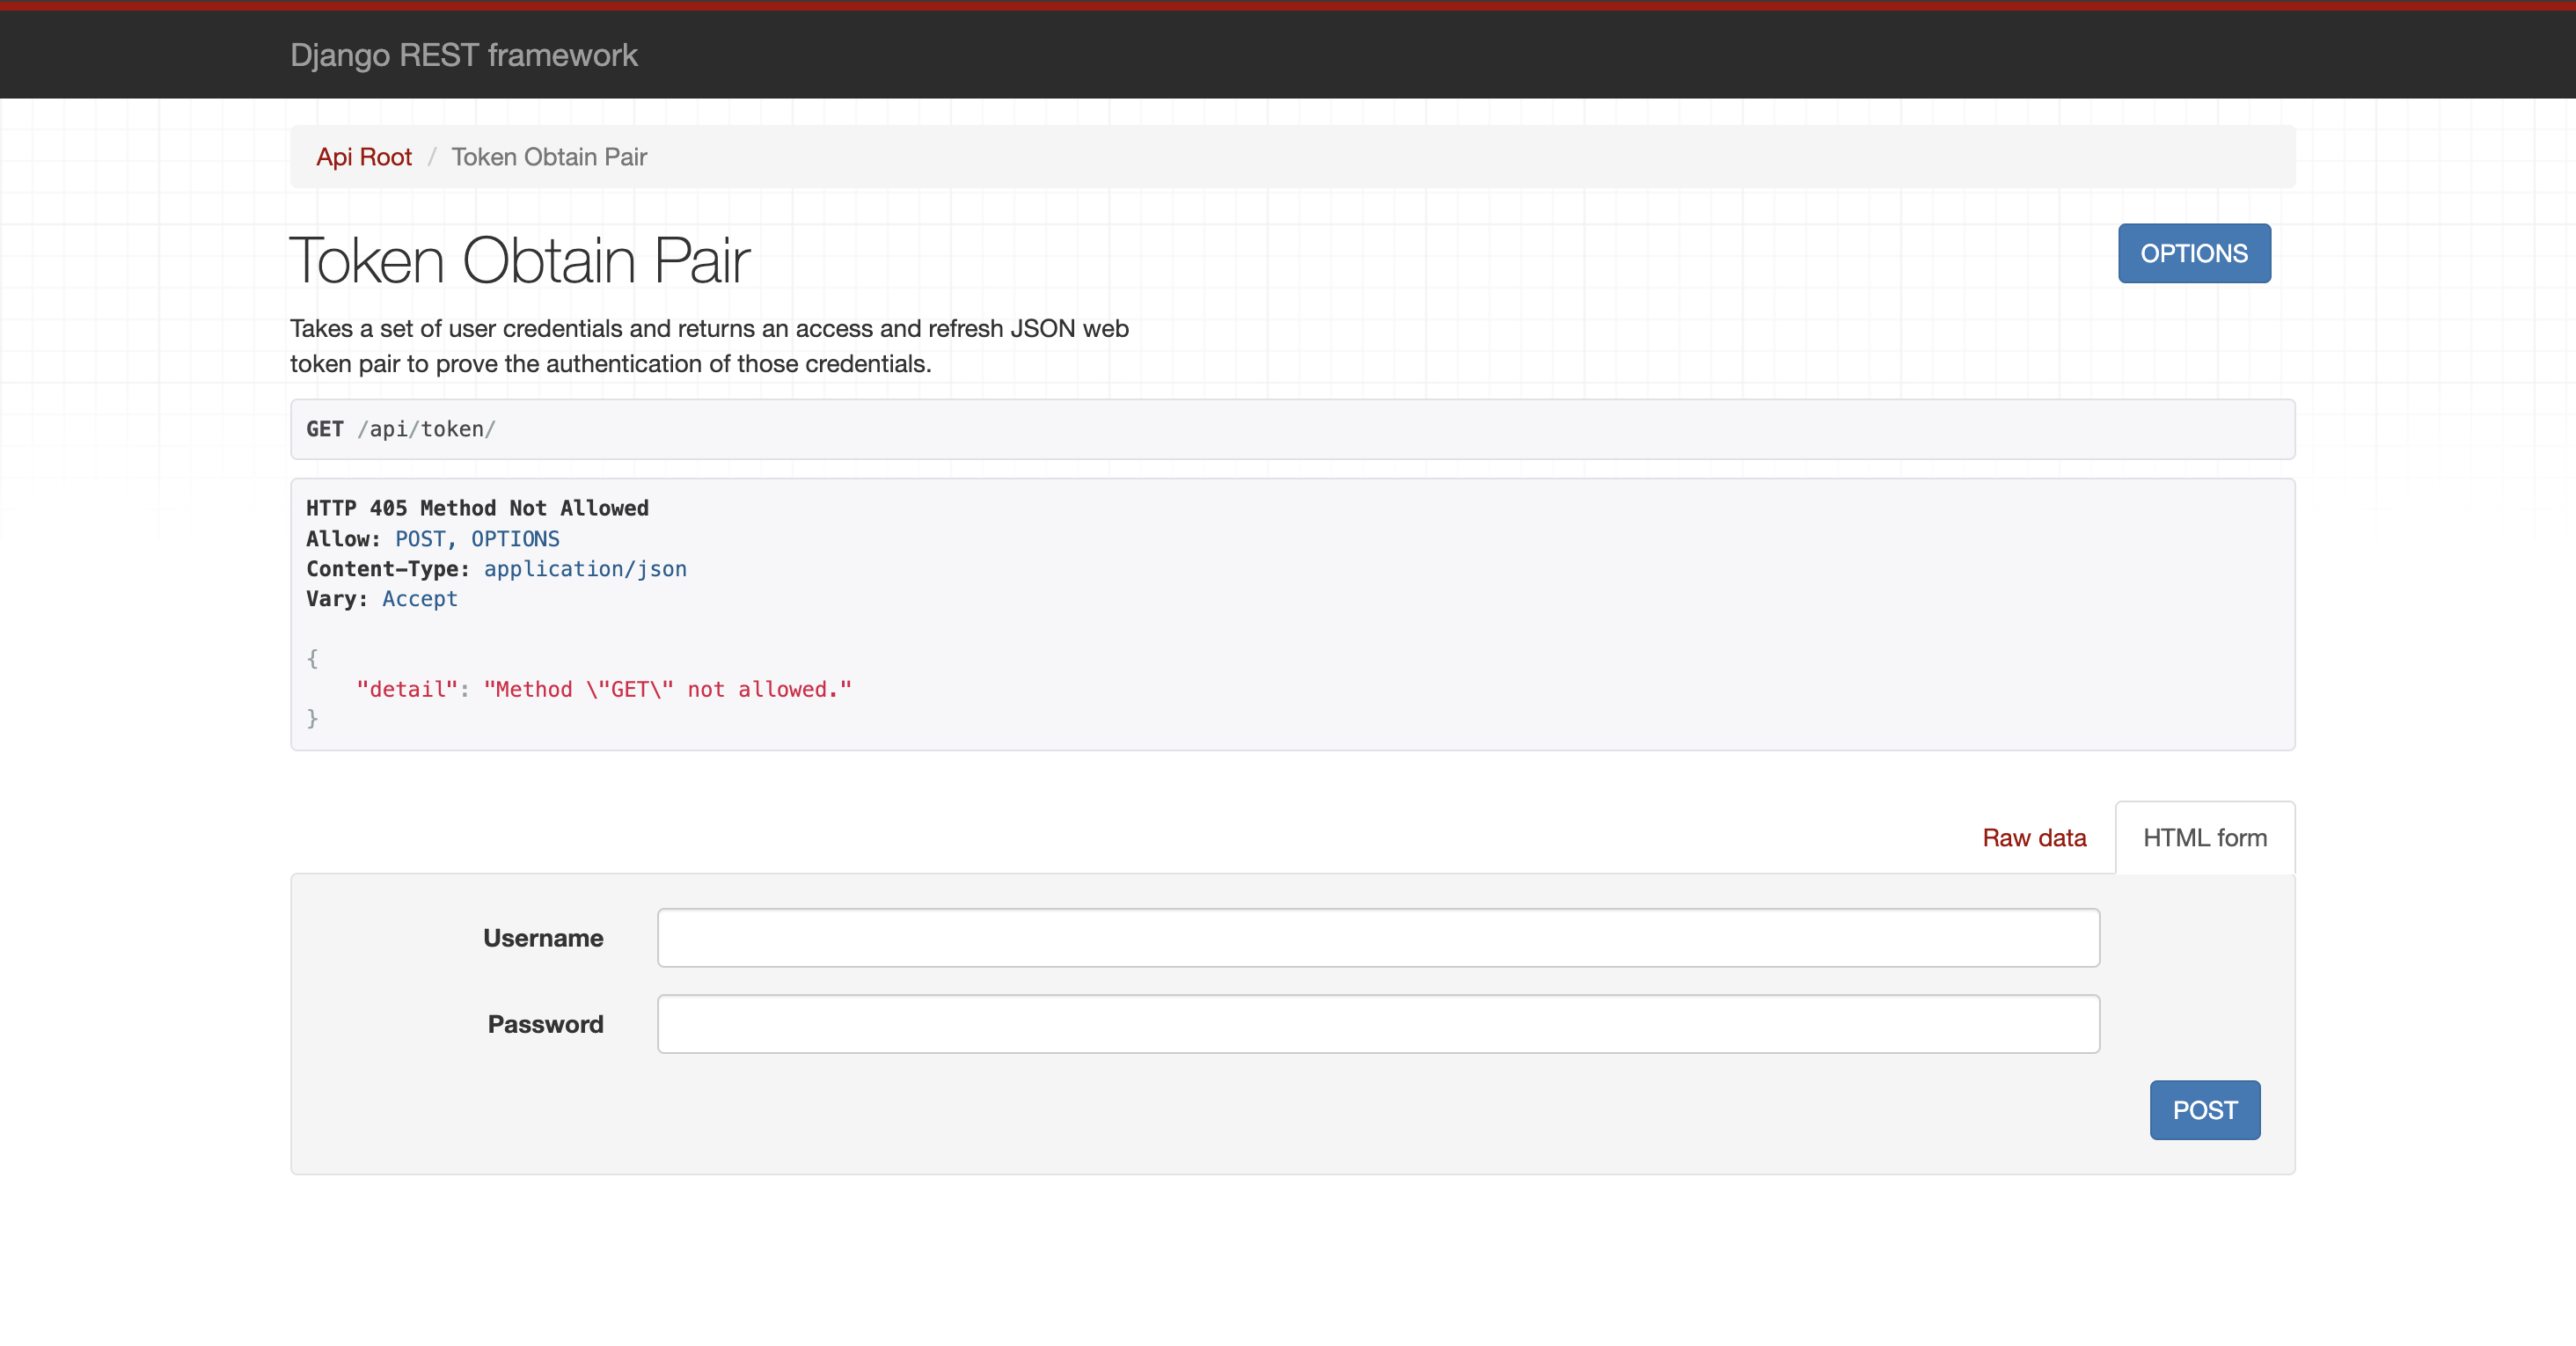 Django REST framework
Api Root / Token Obtain Pair
Token Obtain Pair
OPTIONS
Takes a set of user credentials and returns an access and refresh JSON web
token pair to prove the authentication of those credentials.
GET /api/token/
HTTP 405 Method Not Allowed
Allow: POST, OPTIONS
Content-Type: application/json
Vary: Accept
{
    "detail": "Method \"GET\" not allowed."
}
Raw data
HTML form
Username
Password
POST